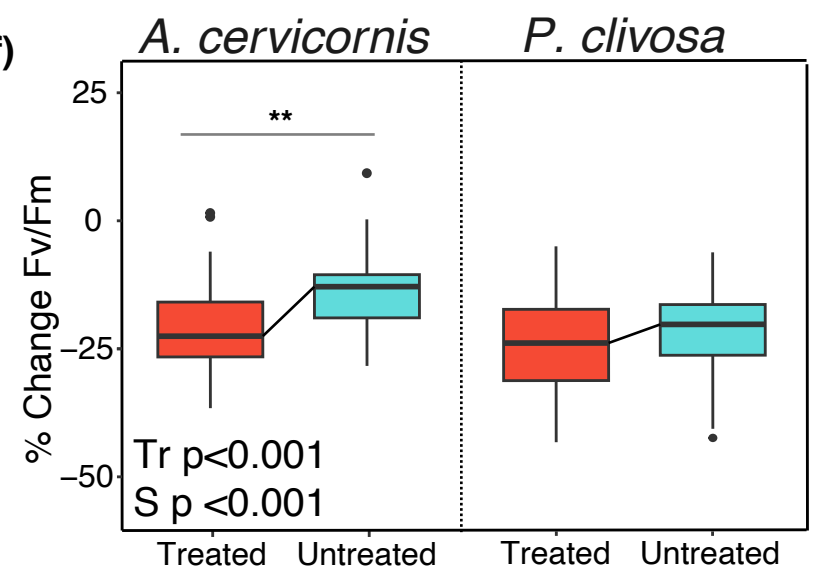 )
A. cervicornis P. clivosa
25
**
0
% Change Fv/Fm
−25
−50
Tr p<0.001
S p <0.001
Treated Untreated Treated Untreated